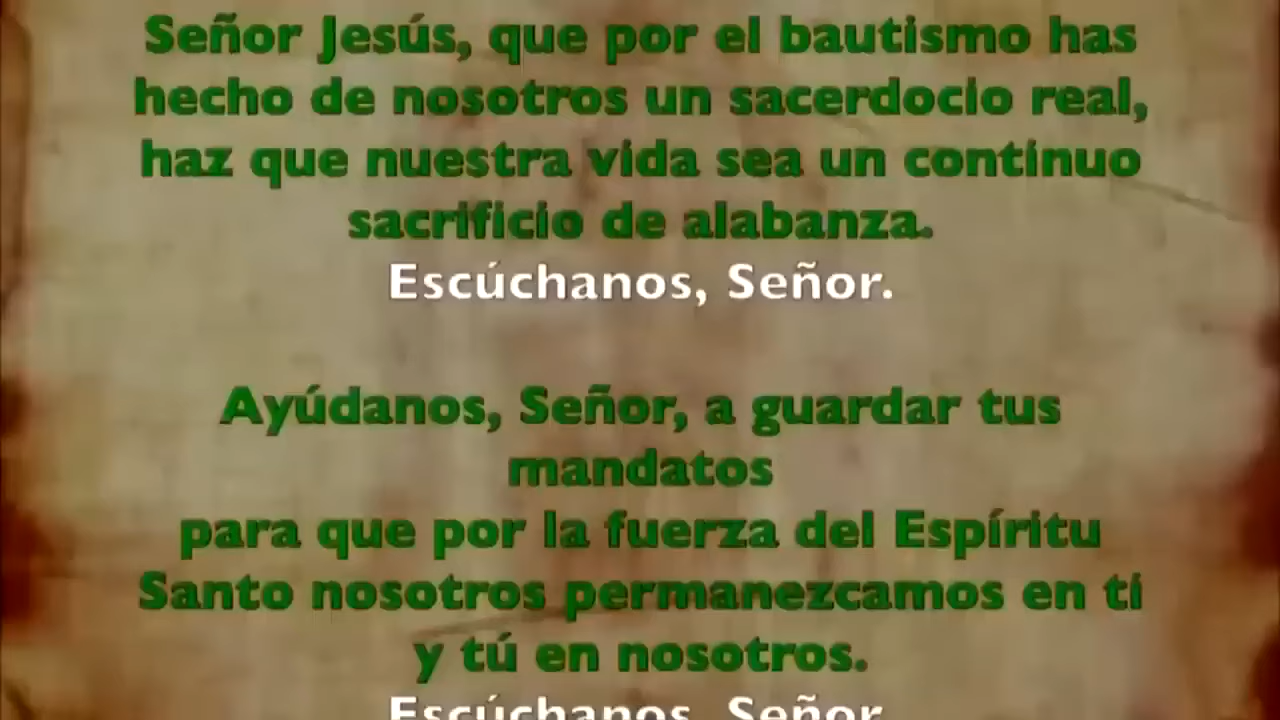 Señor Jesús, que por el bautismo has
hecho de nosotros un sacerdocio real,
haz que nuestra vida sea un continuo
sacrificio de alabanza.
Escúchanos, Señor.
Ayúdanos, Señor, a guardar tus
mandatos
para que por la fuerza del Espíritu
Santo nosotros permanezcamos en ti
y tú en nosotros.
Escúchanos, Señor.